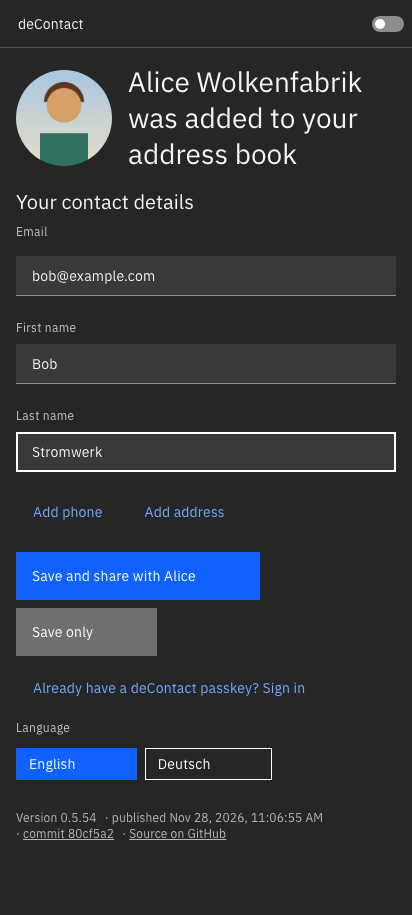 deContact
Alice Wolkenfabrik
was added to your
address book
Your contact details
Email
bob@example.com
First name
Bob
Last name
Stromwerk
Add phone Add address
Save and share with Alice
Save only
Already have a deContact passkey? Sign in
Language
English Deutsch
Version 0.5.54 · published Nov 28, 2026, 11:06:55 AM
· commit 80cf5a2 · Source on GitHub